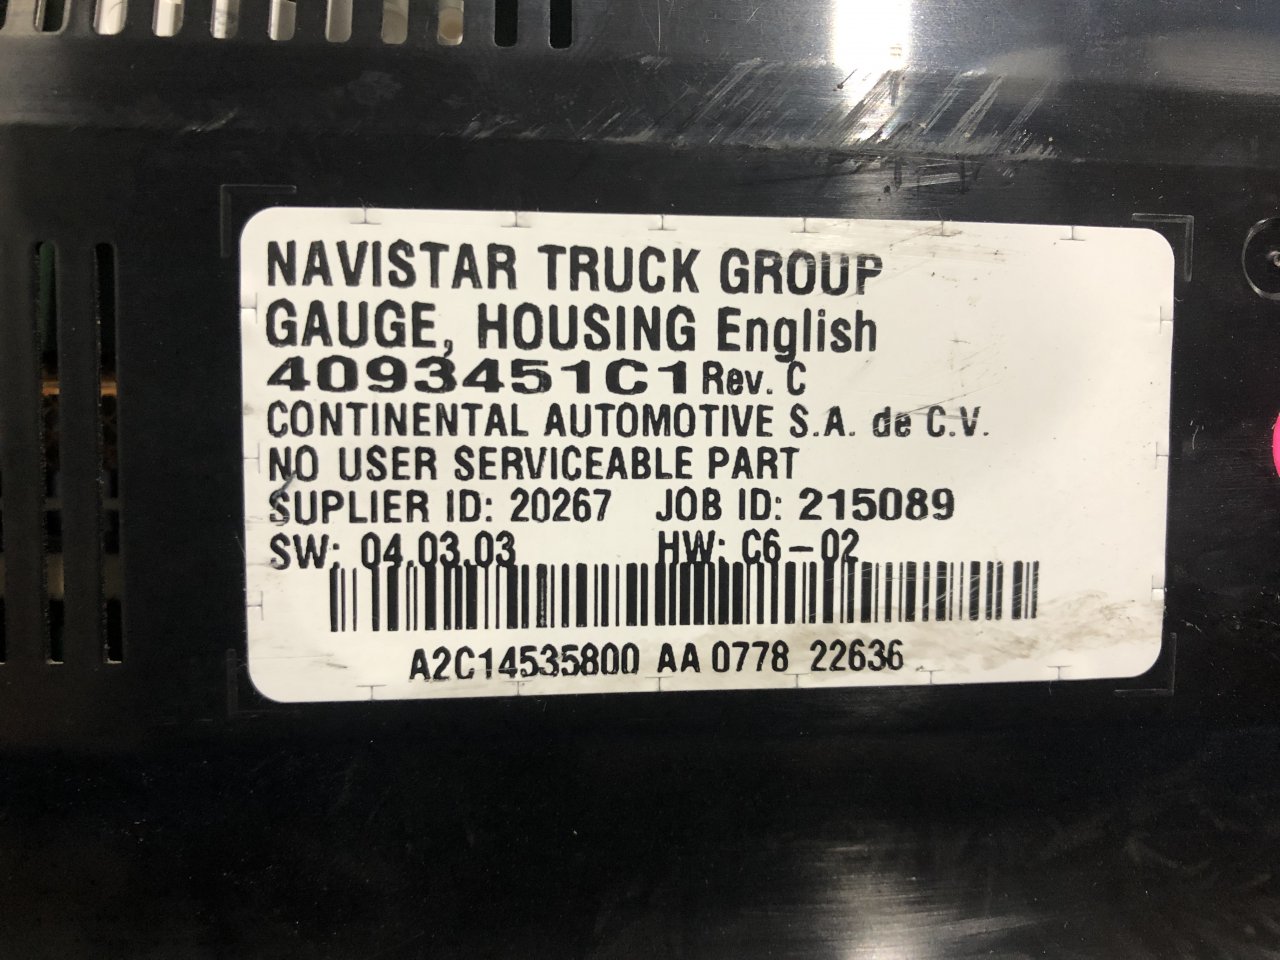 NAVISTAR TRUCK GROUP
GAUGE, HOUSING English
4093451C1 Rev. C
CONTINENTAL AUTOMOTIVE S.A. de C.V.
NO USER SERVICEABLE PART
SUPLIER ID: 20267 JOB ID: 215089
SW: 04.03.03 HW: C6-02
A2C14535800 AA 0778 22636